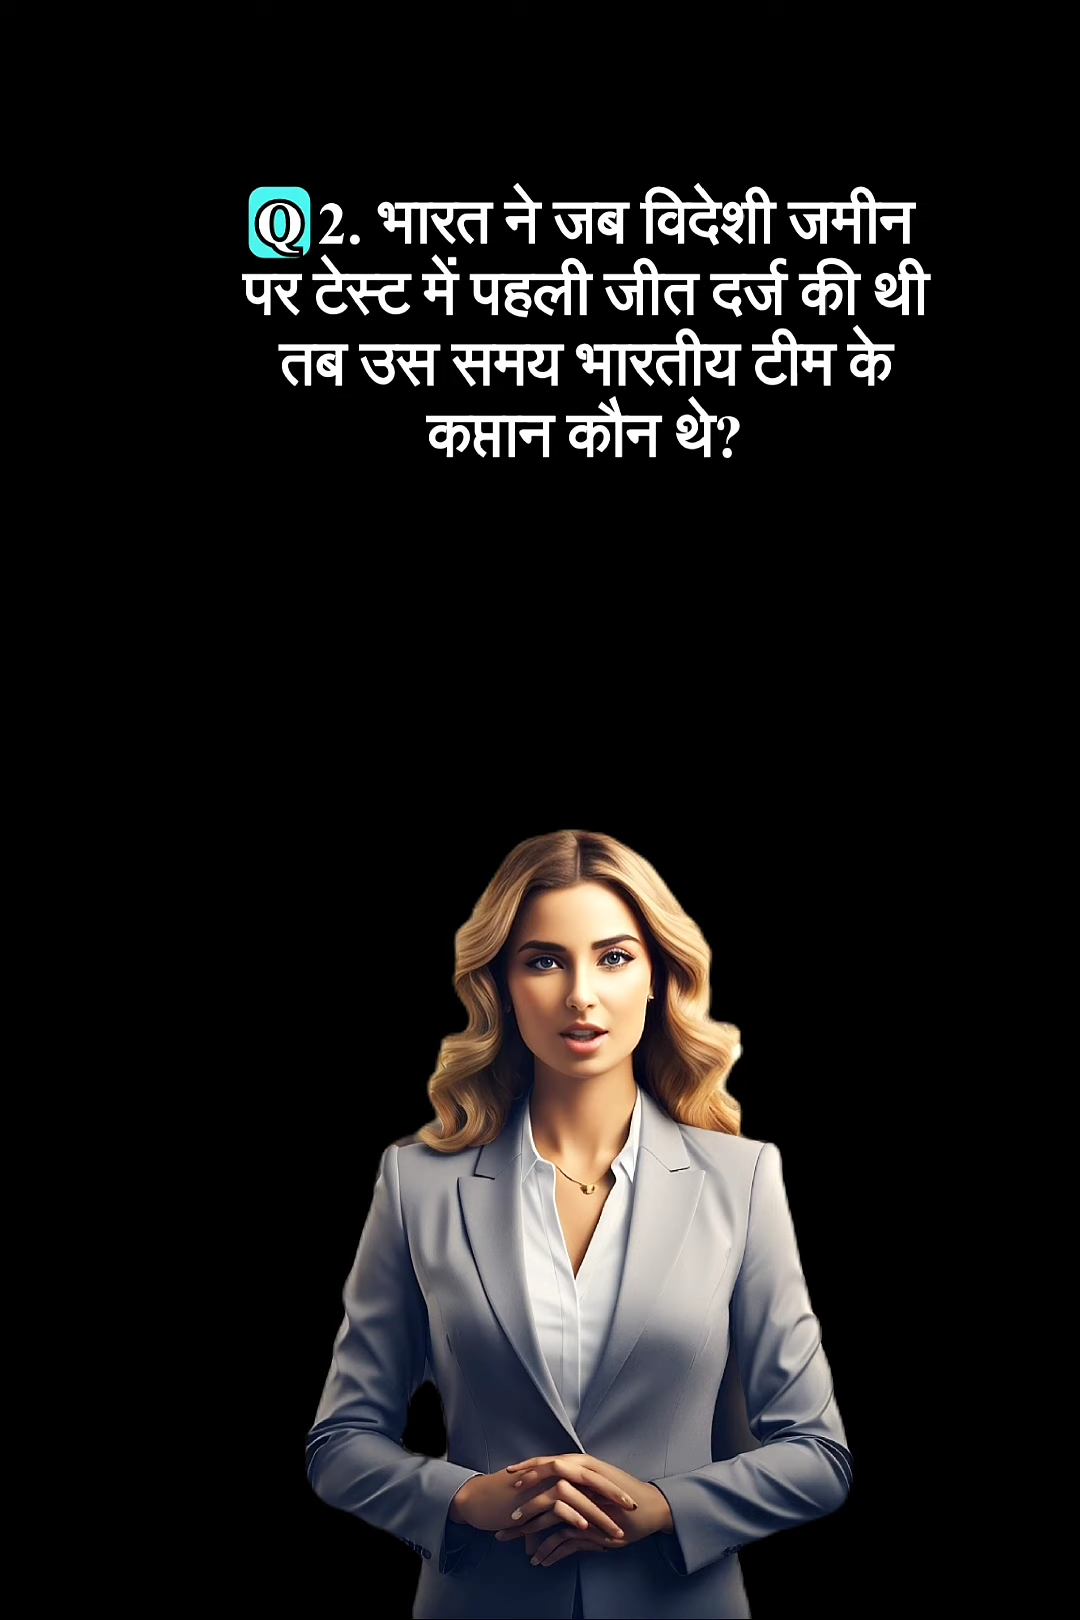 Q2. भारत ने जब विदेशी जमीन
पर टेस्ट में पहली जीत दर्ज की थी
तब उस समय भारतीय टीम के
कप्तान कौन थे?